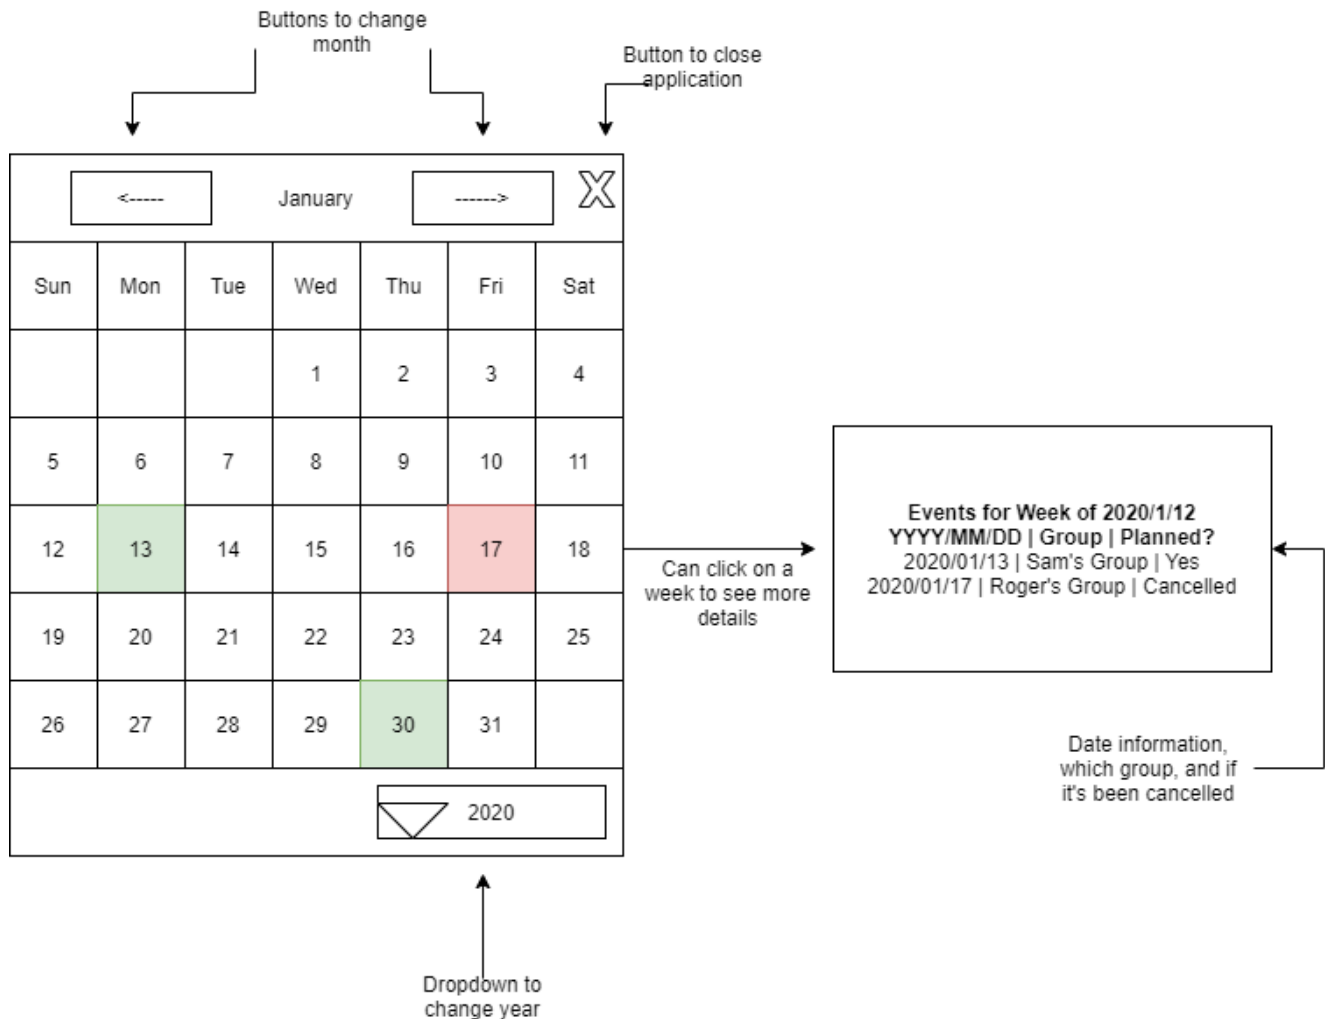 Buttons to change
month
Button to close
application
<-----
January
------>
X
Sun Mon Tue Wed Thu Fri Sat
1 2 3 4
5 6 7 8 9 10 11
12 13 14 15 16 17 18
19 20 21 22 23 24 25
26 27 28 29 30 31
2020
Can click on a
week to see more
details
Events for Week of 2020/1/12
YYYY/MM/DD | Group | Planned?
2020/01/13 | Sam's Group | Yes
2020/01/17 | Roger's Group | Cancelled
Date information,
which group, and if
it's been cancelled
Dropdown to
change year